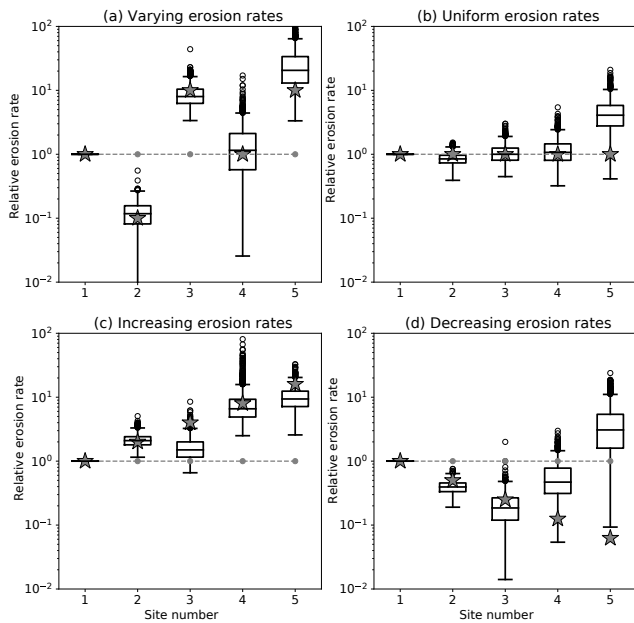 (a) Varying erosion rates
(b) Uniform erosion rates
Relative erosion rate
10²
10¹
10⁰
10⁻¹
10⁻²
1 2 3 4 5
Relative erosion rate
10²
10¹
10⁰
10⁻¹
10⁻²
1 2 3 4 5
(c) Increasing erosion rates
(d) Decreasing erosion rates
Relative erosion rate
10²
10¹
10⁰
10⁻¹
10⁻²
1 2 3 4 5
Site number
Relative erosion rate
10²
10¹
10⁰
10⁻¹
10⁻²
1 2 3 4 5
Site number